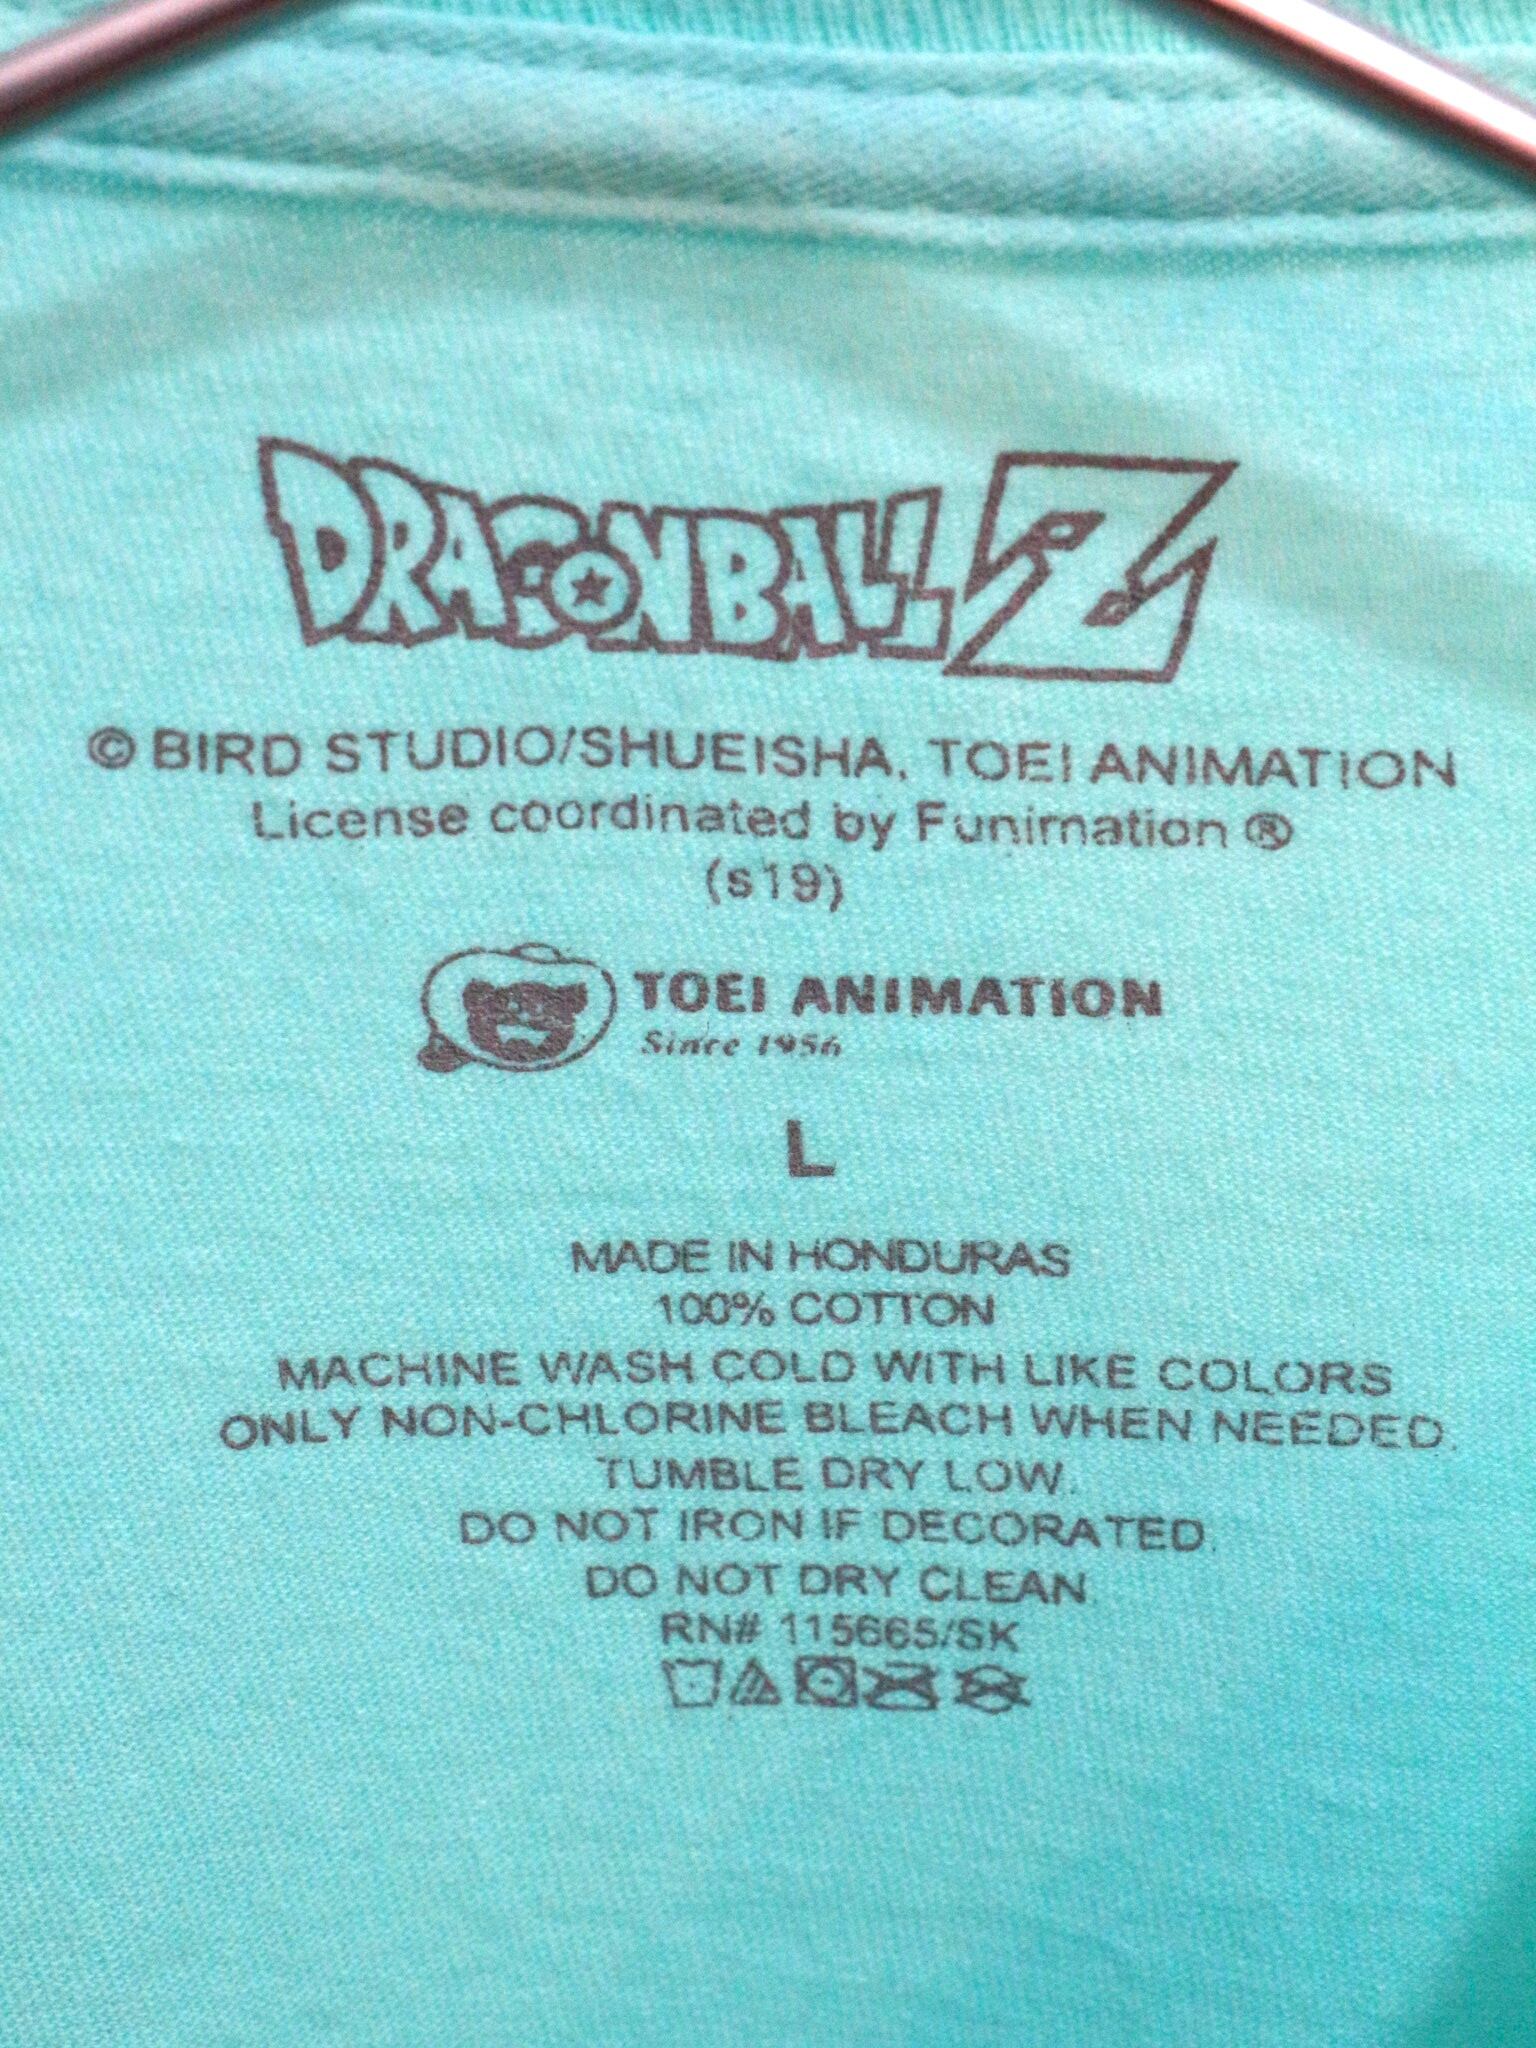 DRAGONBALL Z
© BIRD STUDIO/SHUEISHA, TOEI ANIMATION
License coordinated by Funimation ®
(s19)
TOEI ANIMATION
Since 1956
L
MADE IN HONDURAS
100% COTTON
MACHINE WASH COLD WITH LIKE COLORS
ONLY NON-CHLORINE BLEACH WHEN NEEDED.
TUMBLE DRY LOW.
DO NOT IRON IF DECORATED.
DO NOT DRY CLEAN
RN# 115665/SK